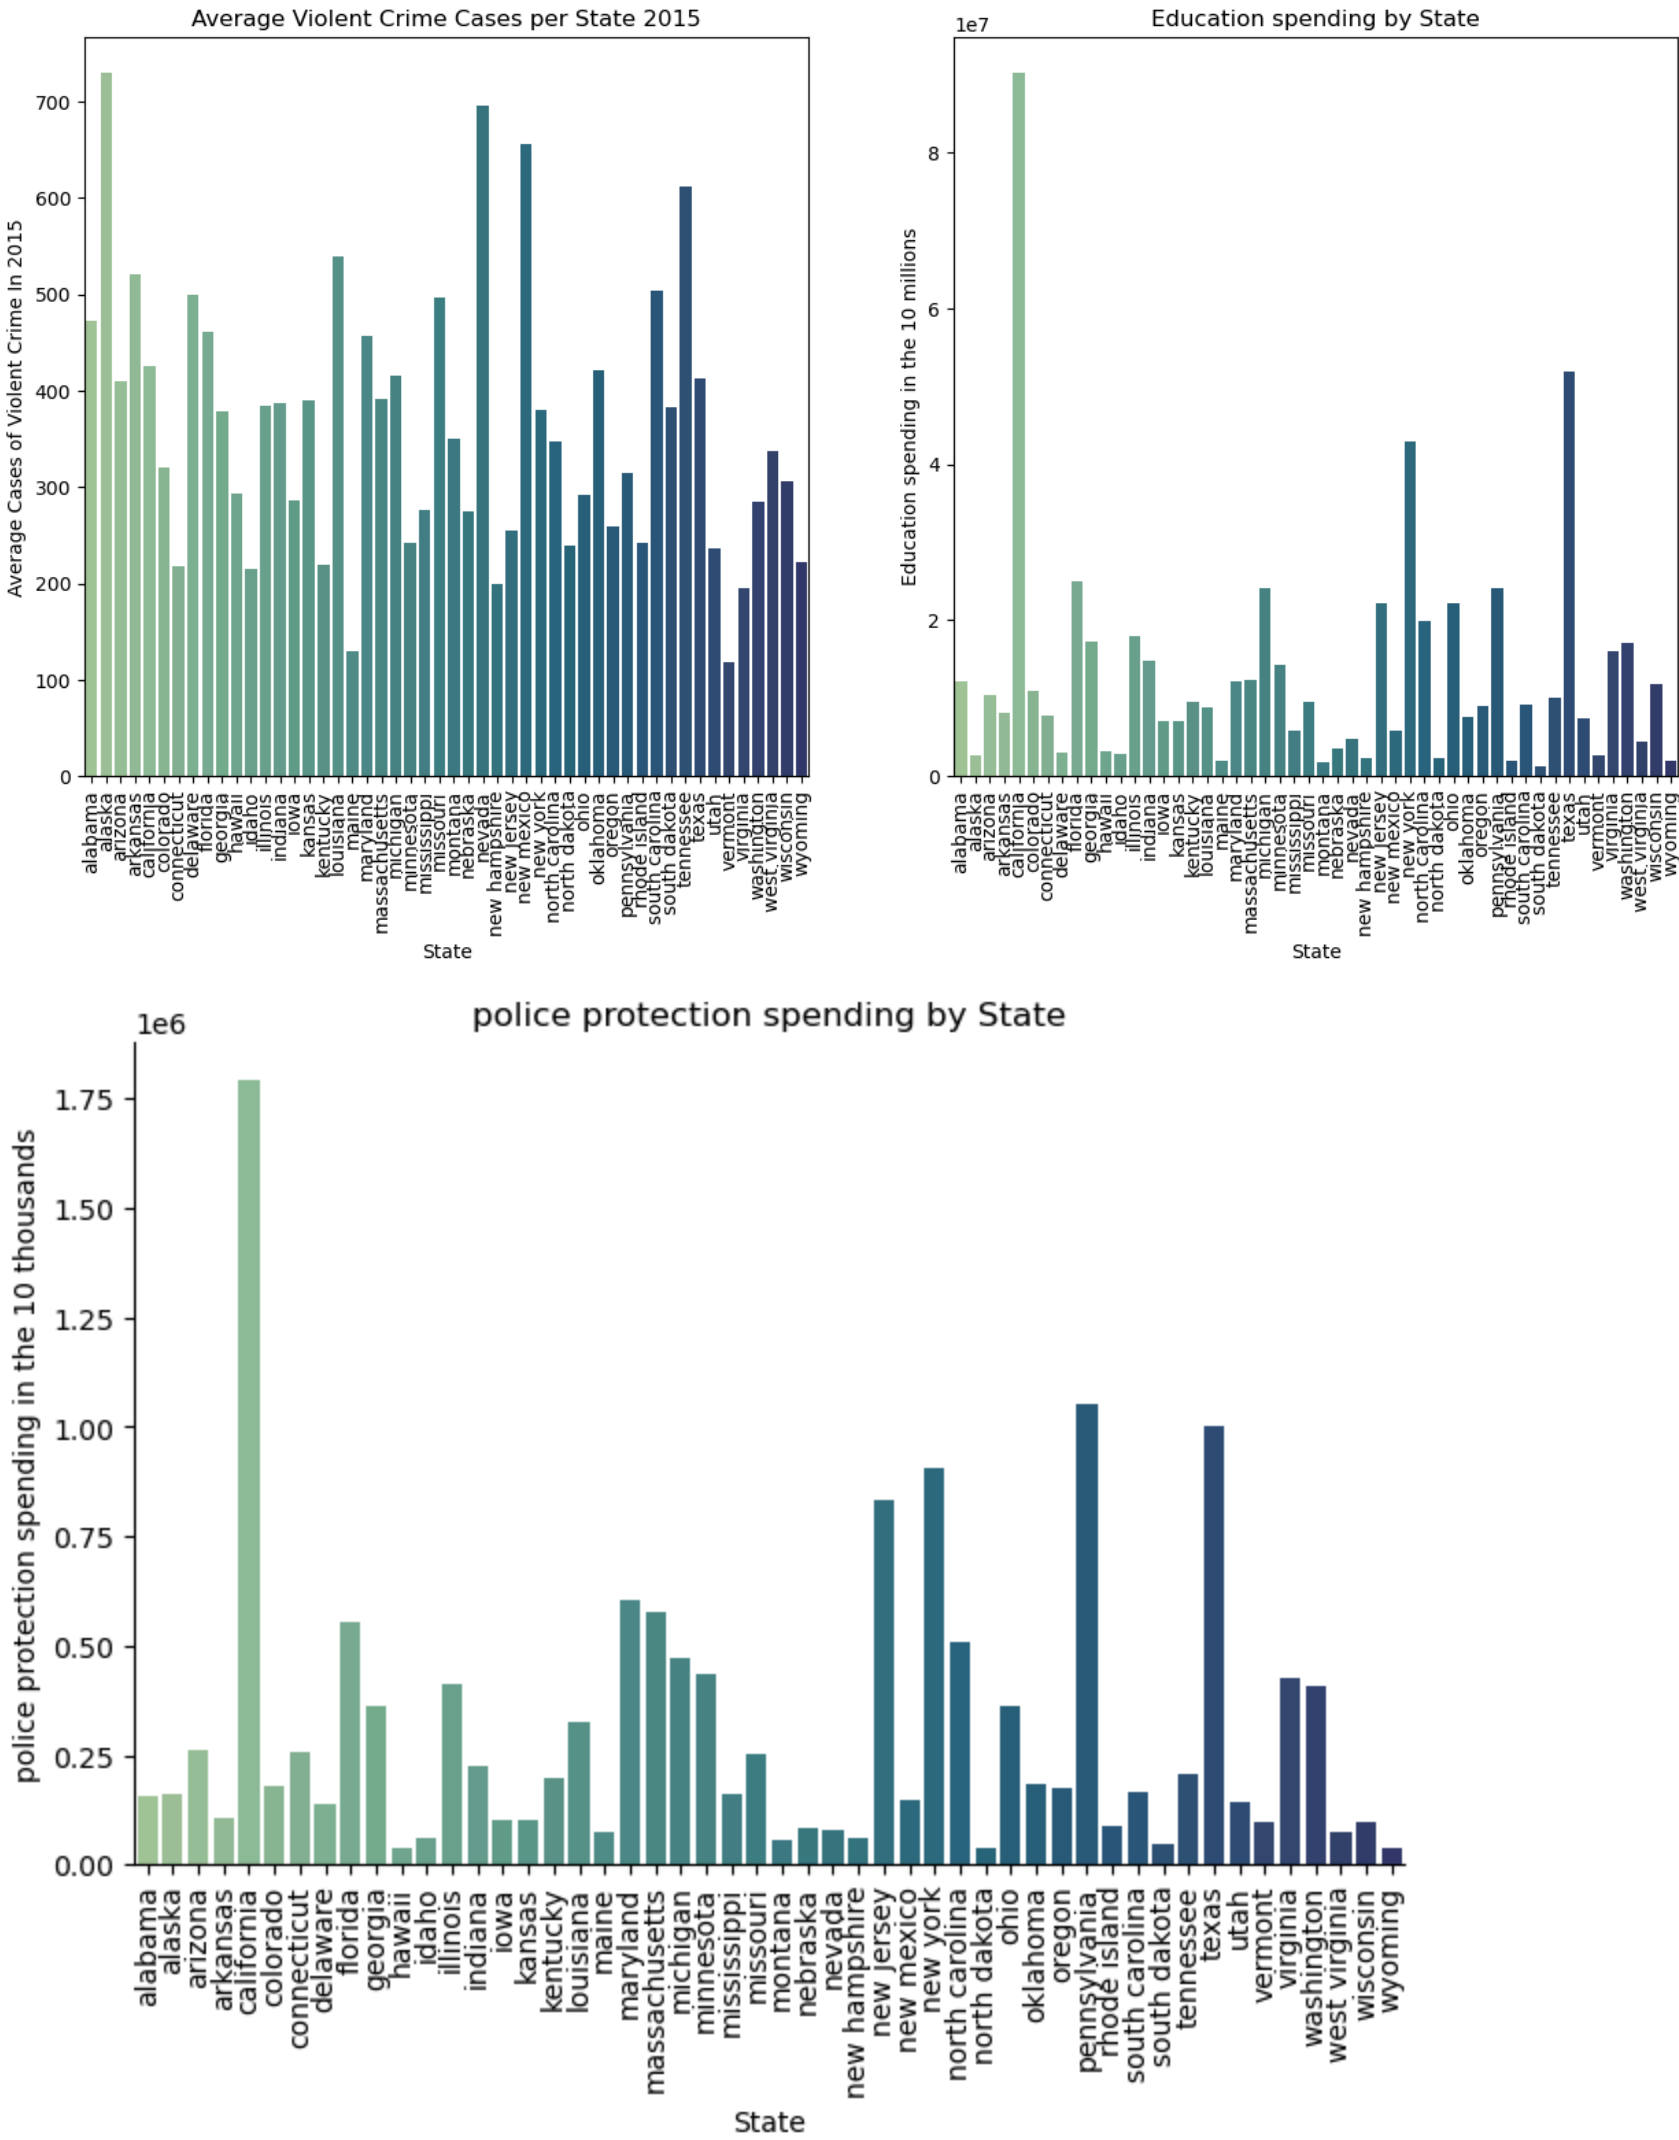 Average Violent Crime Cases per State 2015
Average Cases of Violent Crime In 2015
700
600
500
400
300
200
100
0
alabama
alaska
arizona
arkansas
california
colorado
connecticut
delaware
florida
georgia
hawaii
idaho
illinois
indiana
iowa
kansas
kentucky
louisiana
maine
maryland
massachusetts
michigan
minnesota
mississippi
missouri
montana
nebraska
nevada
new hampshire
new jersey
new mexico
new york
north carolina
north dakota
ohio
oklahoma
oregon
pennsylvania
rhode island
south carolina
south dakota
tennessee
texas
utah
vermont
virginia
washington
west virginia
wisconsin
wyoming
State
Education spending by State
1e7
Education spending in the 10 millions
8
6
4
2
0
alabama
alaska
arizona
arkansas
california
colorado
connecticut
delaware
florida
georgia
hawaii
idaho
illinois
indiana
iowa
kansas
kentucky
louisiana
maine
maryland
massachusetts
michigan
minnesota
mississippi
missouri
montana
nebraska
nevada
new hampshire
new jersey
new mexico
new york
north carolina
north dakota
ohio
oklahoma
oregon
pennsylvania
rhode island
south carolina
south dakota
tennessee
texas
utah
vermont
virginia
washington
west virginia
wisconsin
wyoming
State
police protection spending by State
1e6
police protection spending in the 10 thousands
1.75
1.50
1.25
1.00
0.75
0.50
0.25
0.00
alabama
alaska
arizona
arkansas
california
colorado
connecticut
delaware
florida
georgia
hawaii
idaho
illinois
indiana
iowa
kansas
kentucky
louisiana
maine
maryland
massachusetts
michigan
minnesota
mississippi
missouri
montana
nebraska
nevada
new hampshire
new jersey
new mexico
new york
north carolina
north dakota
ohio
oklahoma
oregon
pennsylvania
rhode island
south carolina
south dakota
tennessee
texas
utah
vermont
virginia
washington
west virginia
wisconsin
wyoming
State